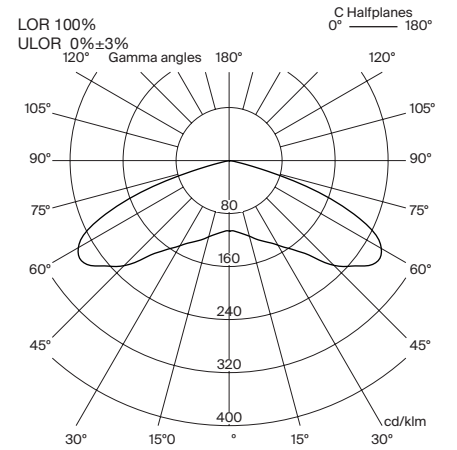 C Halfplanes
LOR 100%
0° 180°
ULOR 0%±3%
120° Gamma angles 180° 120°
105° 105°
90° 90°
80
75° 75°
160
60° 60°
240
45° 45°
320
400
cd/klm
30° 15°0 ° 15° 30°